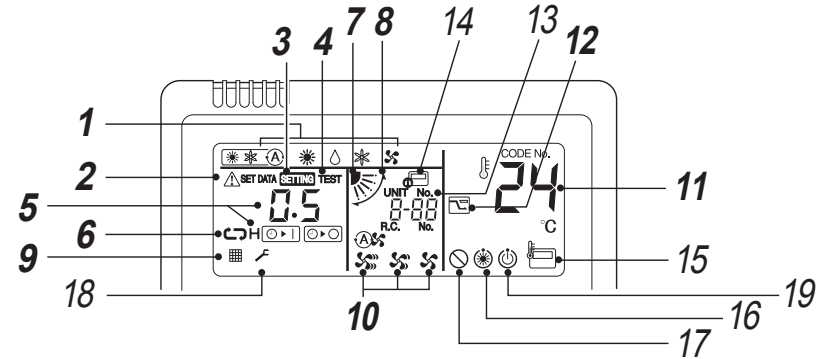 7 8 14 13
3 4 12
1
CODE No.
A
2 SET DATA SETTING TEST
UNIT No.
24 11
5 0.5
8-88
R.C. No.
°C
6 H
A
9
15
18 10 19
16
17